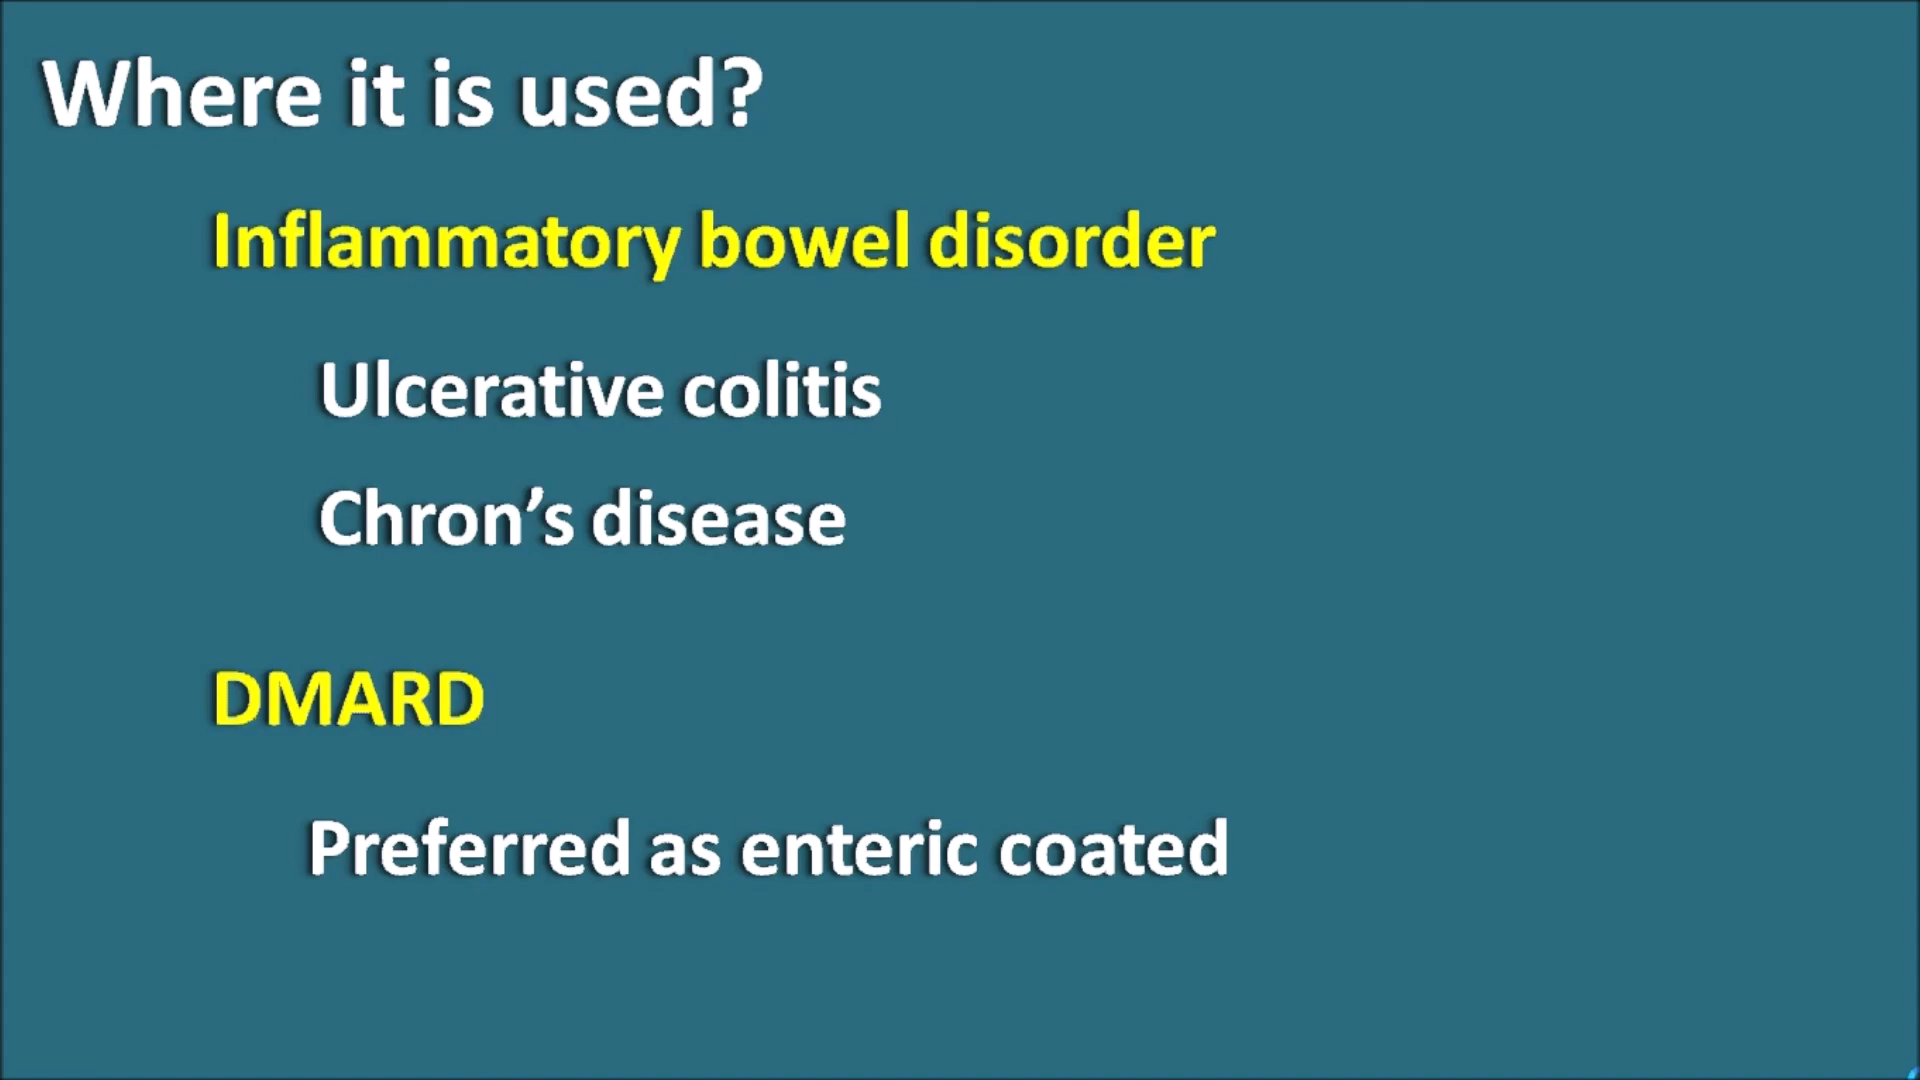 Where it is used?
Inflammatory bowel disorder
Ulcerative colitis
Chron’s disease
DMARD
Preferred as enteric coated